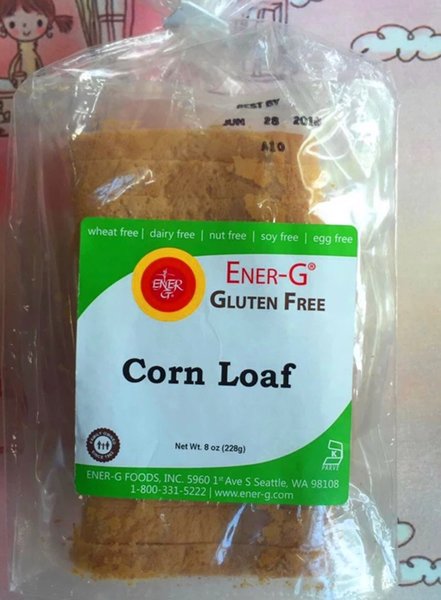 BEST BY
JUN 28 2018
A10
wheat free | dairy free | nut free | soy free | egg free
ENER-G®
GLUTEN FREE
ENER
G®
Corn Loaf
Net Wt. 8 oz (228g)
K
PARVE
ENER-G FOODS, INC. 5960 1st Ave S Seattle, WA 98108
1-800-331-5222 | www.ener-g.com